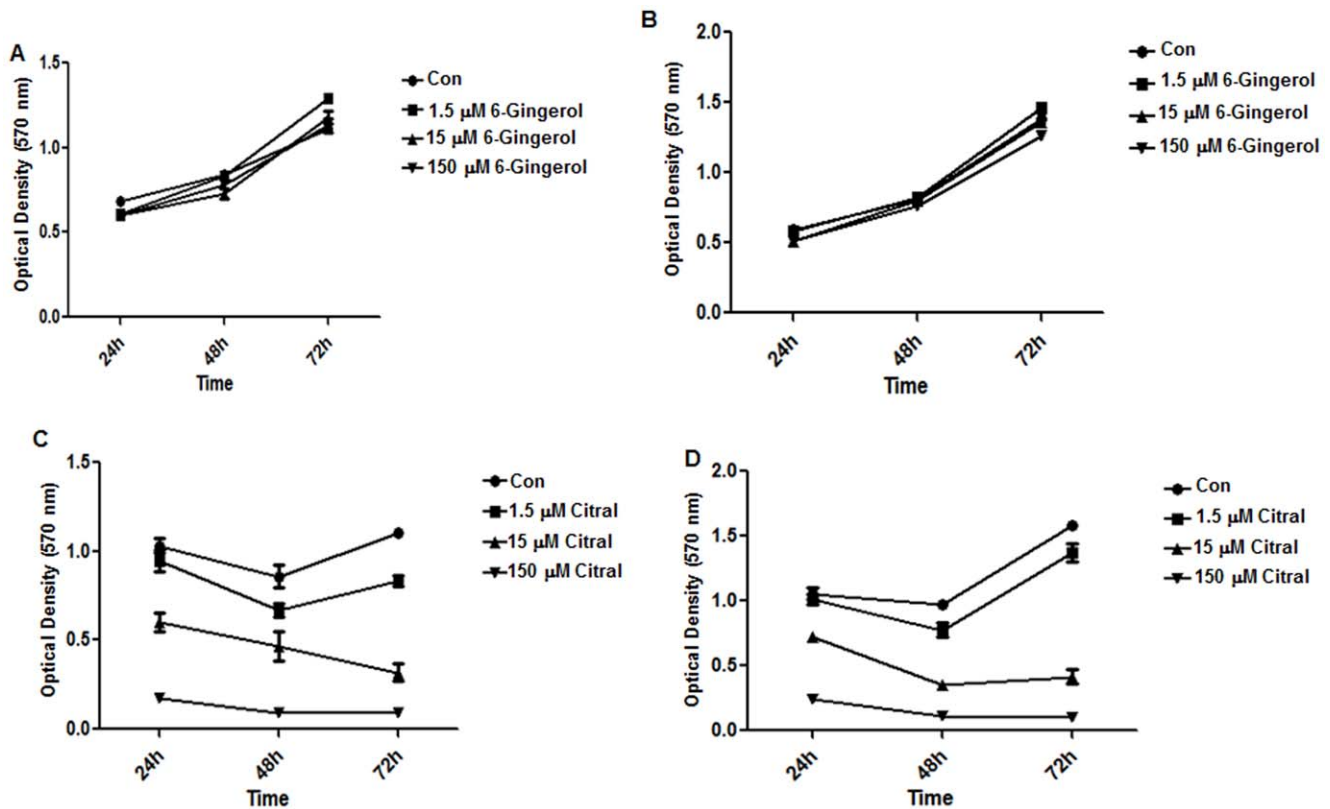 A
Optical Density (570 nm)
1.5
1.0
0.5
0.0
24h
48h
72h
Time
Con
1.5 µM 6-Gingerol
15 µM 6-Gingerol
150 µM 6-Gingerol
B
Optical Density (570 nm)
2.0
1.5
1.0
0.5
0.0
24h
48h
72h
Time
Con
1.5 µM 6-Gingerol
15 µM 6-Gingerol
150 µM 6-Gingerol
C
Optical Density (570 nm)
1.5
1.0
0.5
0.0
24h
48h
72h
Time
Con
1.5 µM Citral
15 µM Citral
150 µM Citral
D
Optical Density (570 nm)
2.0
1.5
1.0
0.5
0.0
24h
48h
72h
Time
Con
1.5 µM Citral
15 µM Citral
150 µM Citral